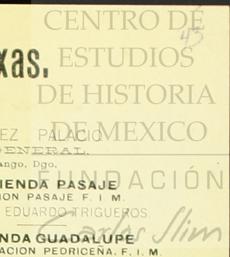 CENTRO DE
ESTUDIOS
DE HISTORIA
DE MEXICO
FUNDACIÓN
Carlos Slim
45
xas.
EZ PALACIO
GENERAL.
ango, Dgo.
IENDA PASAJE
ION PASAJE F. I M.
EDUARDO TRIGUEROS.
NDA GUADALUPE
ACION PEDRICEÑA. F. I. M.